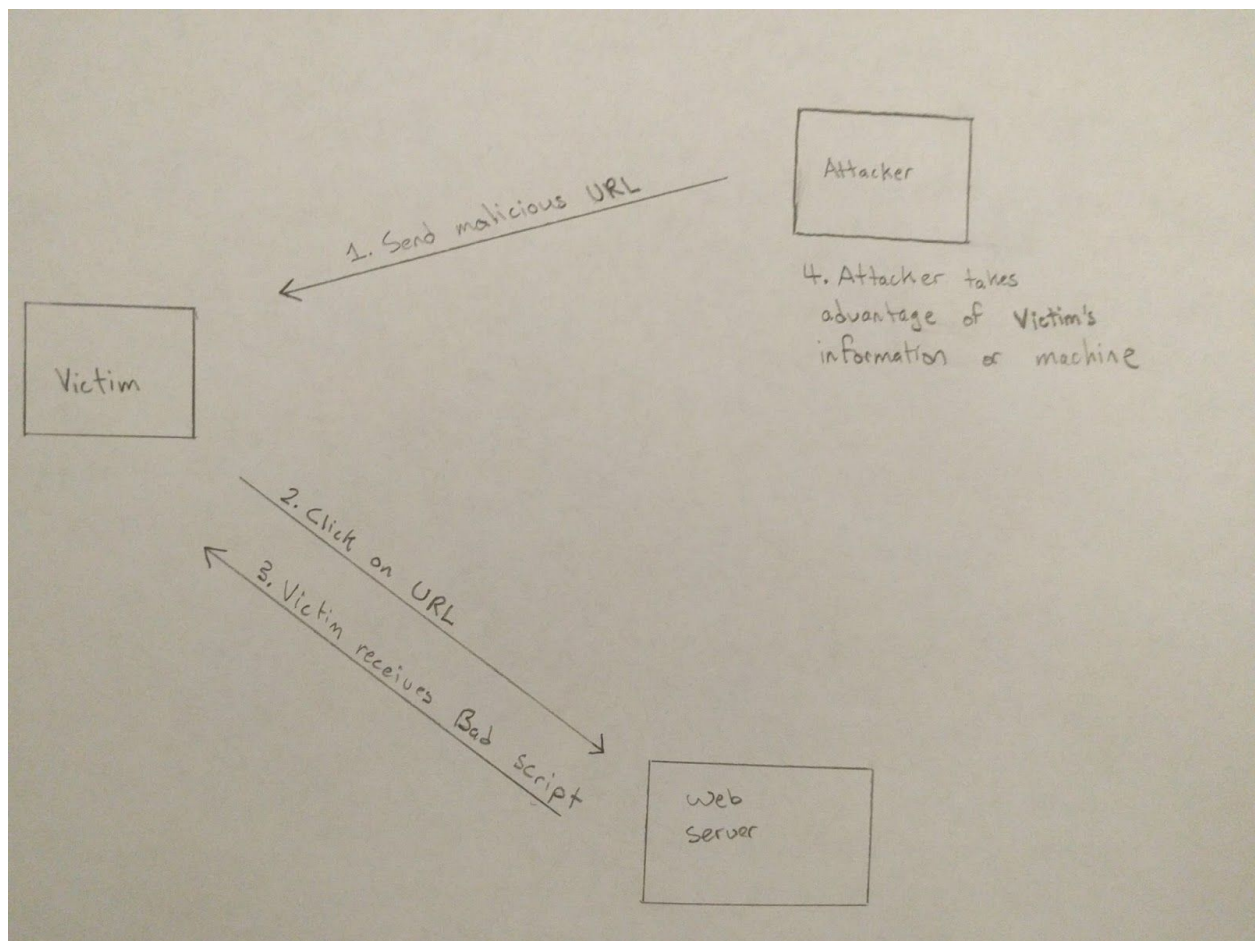 Attacker
1. Send malicious URL
4. Attacker takes
advantage of Victim's
information or machine
Victim
2. Click on URL
3. Victim receives Bad script
Web
server